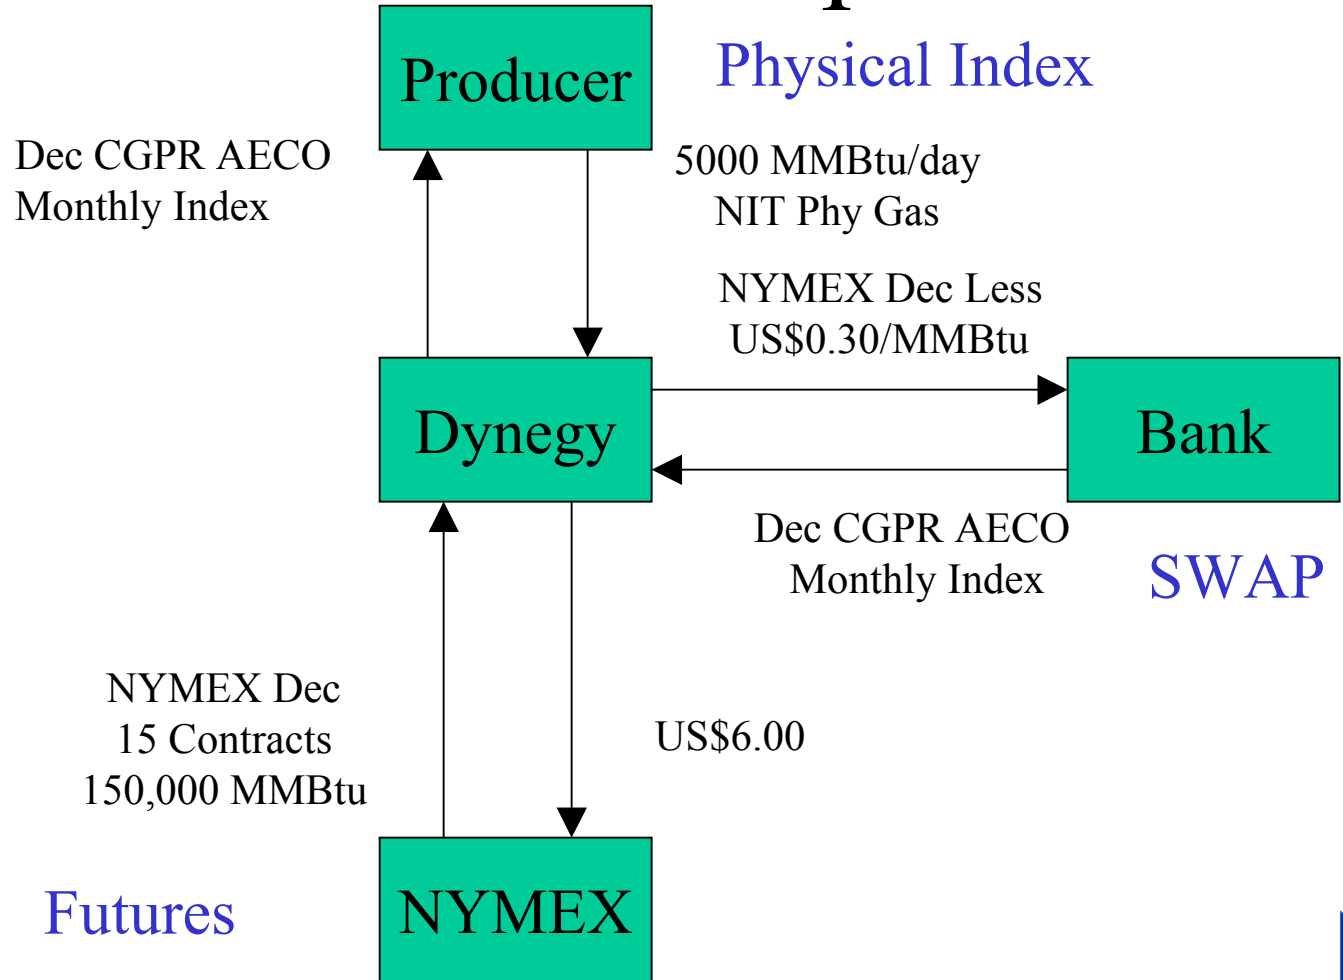 Producer
Physical Index
Dec CGPR AECO
Monthly Index
5000 MMBtu/day
NIT Phy Gas
NYMEX Dec Less
US$0.30/MMBtu
Dynegy
Bank
Dec CGPR AECO
Monthly Index
SWAP
NYMEX Dec
15 Contracts
150,000 MMBtu
US$6.00
Futures
NYMEX